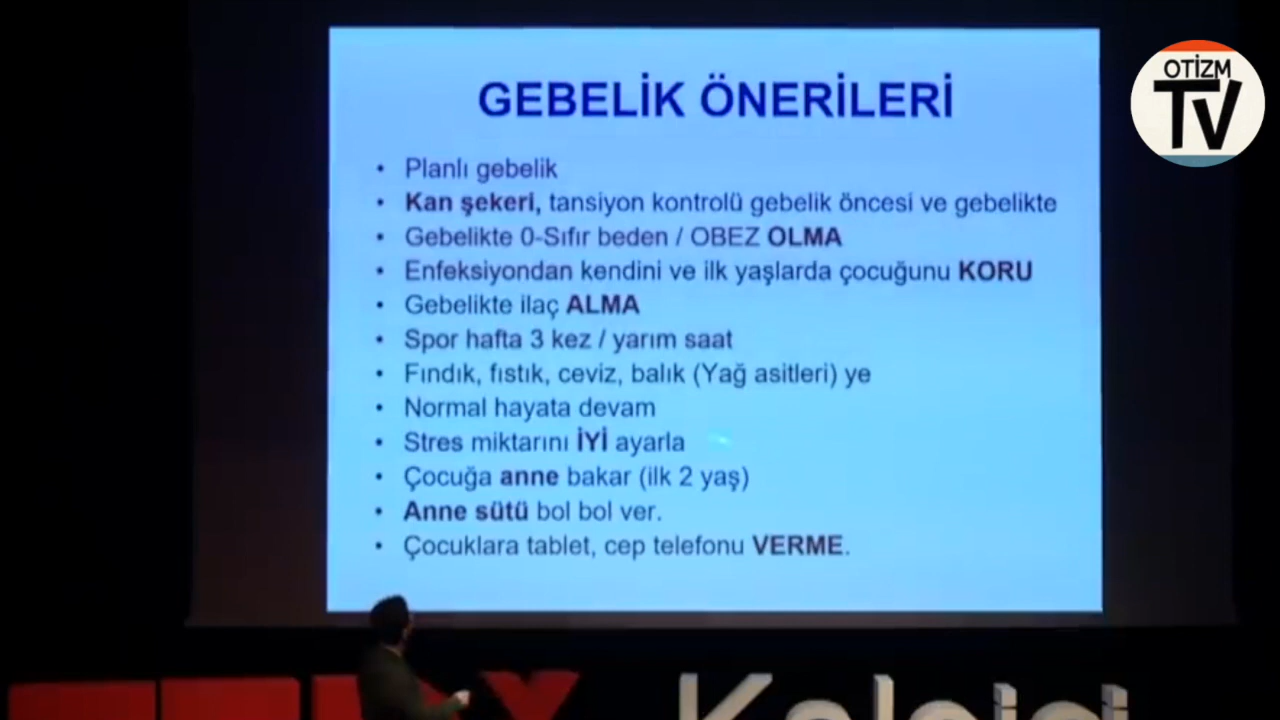 OTİZM
TV
GEBELİK ÖNERİLERİ
• Planlı gebelik
• Kan şekeri, tansiyon kontrolü gebelik öncesi ve gebelikte
• Gebelikte 0-Sıfır beden / OBEZ OLMA
• Enfeksiyondan kendini ve ilk yaşlarda çocuğunu KORU
• Gebelikte ilaç ALMA
• Spor hafta 3 kez / yarım saat
• Fındık, fıstık, ceviz, balık (Yağ asitleri) ye
• Normal hayata devam
• Stres miktarını İYİ ayarla
• Çocuğa anne bakar (ilk 2 yaş)
• Anne sütü bol bol ver.
• Çocuklara tablet, cep telefonu VERME.